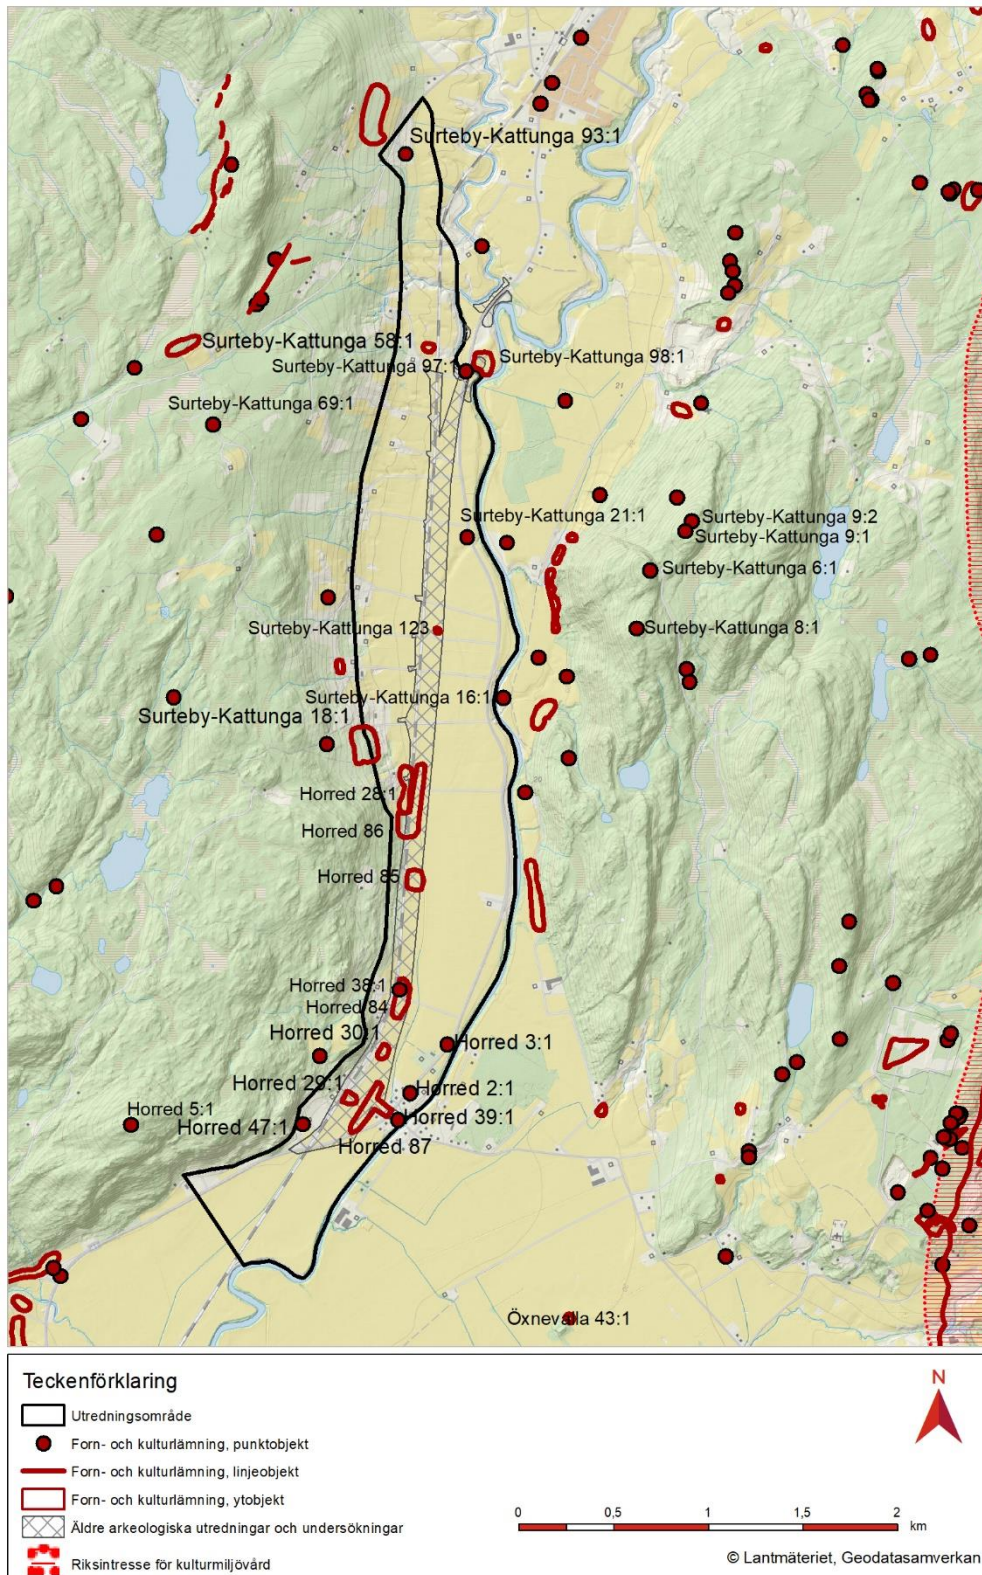 Surteby-Kattunga 93:1
Surteby-Kattunga 58:1
Surteby-Kattunga 98:1
Surteby-Kattunga 97:1
21
Surteby-Kattunga 69:1
Surteby-Kattunga 21:1
Surteby-Kattunga 9:2
Surteby-Kattunga 9:1
Surteby-Kattunga 6:1
Surteby-Kattunga 123
Surteby-Kattunga 8:1
Surteby-Kattunga 16:1
Surteby-Kattunga 18:1
20
Horred 28:1
Horred 86
Horred 85
Horred 38:1
Horred 84
Horred 30:1
Horred 3:1
Horred 29:1
Horred 2:1
Horred 5:1
Horred 47:1
Horred 39:1
Horred 87
Öxnevalla 43:1
Teckenförklaring
Utredningsområde
Forn- och kulturlämning, punktobjekt
Forn- och kulturlämning, linjeobjekt
Forn- och kulturlämning, ytobjekt
Äldre arkeologiska utredningar och undersökningar
Riksintresse för kulturmiljövård
N
0 0,5 1 1,5 2
km
© Lantmäteriet, Geodatasamverkan